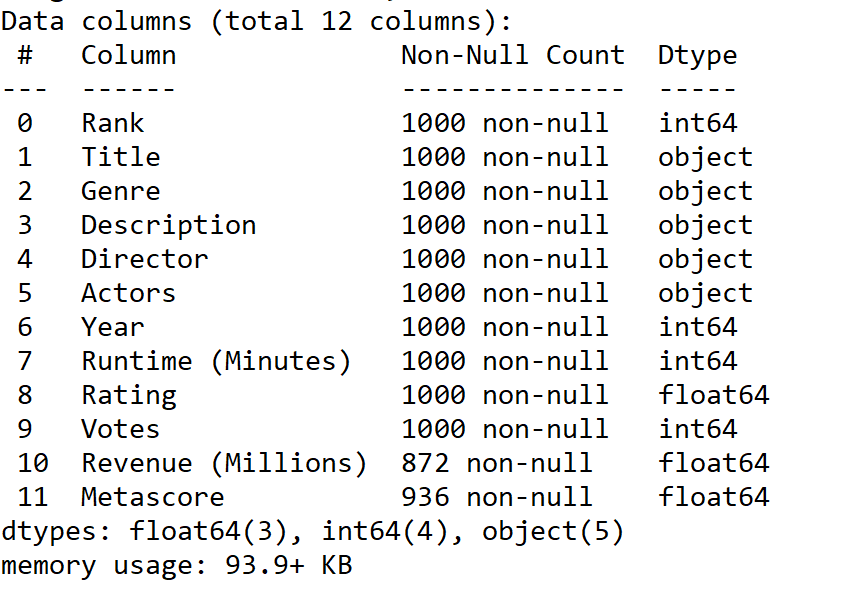 Data columns (total 12 columns):
 #   Column              Non-Null Count  Dtype
---  ------              --------------  -----
 0   Rank                1000 non-null   int64
 1   Title               1000 non-null   object
 2   Genre               1000 non-null   object
 3   Description         1000 non-null   object
 4   Director            1000 non-null   object
 5   Actors              1000 non-null   object
 6   Year                1000 non-null   int64
 7   Runtime (Minutes)   1000 non-null   int64
 8   Rating              1000 non-null   float64
 9   Votes               1000 non-null   int64
 10  Revenue (Millions)  872 non-null    float64
 11  Metascore           936 non-null    float64
dtypes: float64(3), int64(4), object(5)
memory usage: 93.9+ KB